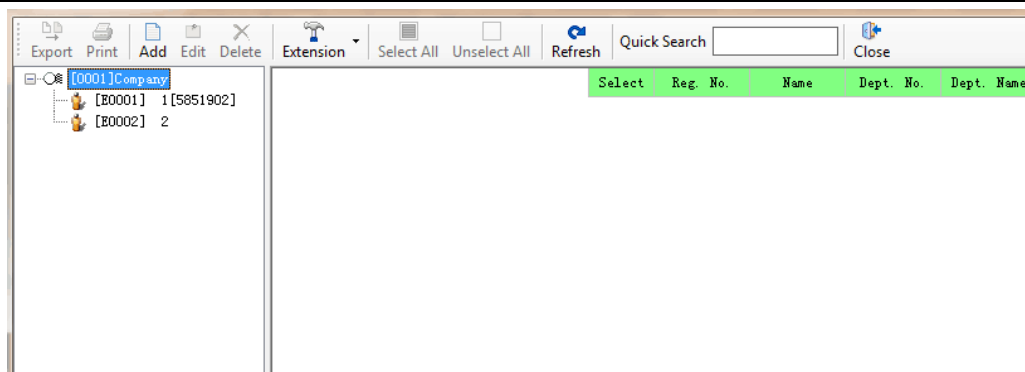 Export Print Add Edit Delete Extension Select All Unselect All Refresh Quick Search Close
[0001]Company
[E0001] 1[5851902]
[E0002] 2
Select Reg. No. Name Dept. No. Dept. Name